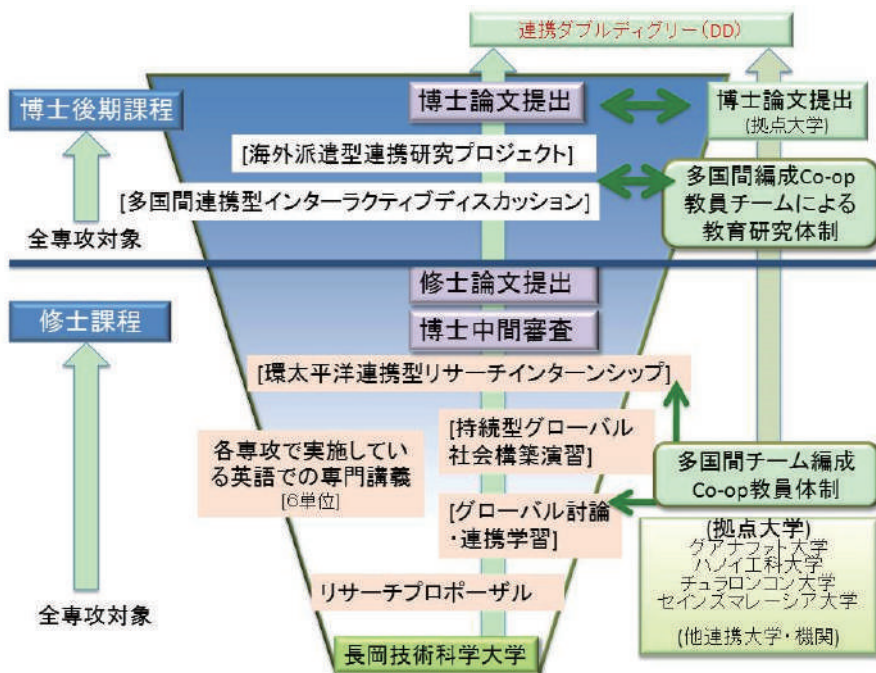 連携ダブルディグリー(DD)
博士後期課程
博士論文提出
博士論文提出
(拠点大学)
[海外派遣型連携研究プロジェクト]
[多国間連携型インターラクティブディスカッション]
多国間編成Co-op
教員チームによる
教育研究体制
全専攻対象
修士論文提出
修士課程
博士中間審査
[環太平洋連携型リサーチインターンシップ]
各専攻で実施してい
る英語での専門講義
[6単位]
[持続型グローバル
社会構築演習]
多国間チーム編成
Co-op教員体制
[グローバル討論
・連携学習]
(拠点大学)
グアナファト大学
ハノイ工科大学
チュラロンコン大学
セインズマレーシア大学
(他連携大学・機関)
リサーチプロポーザル
全専攻対象
長岡技術科学大学